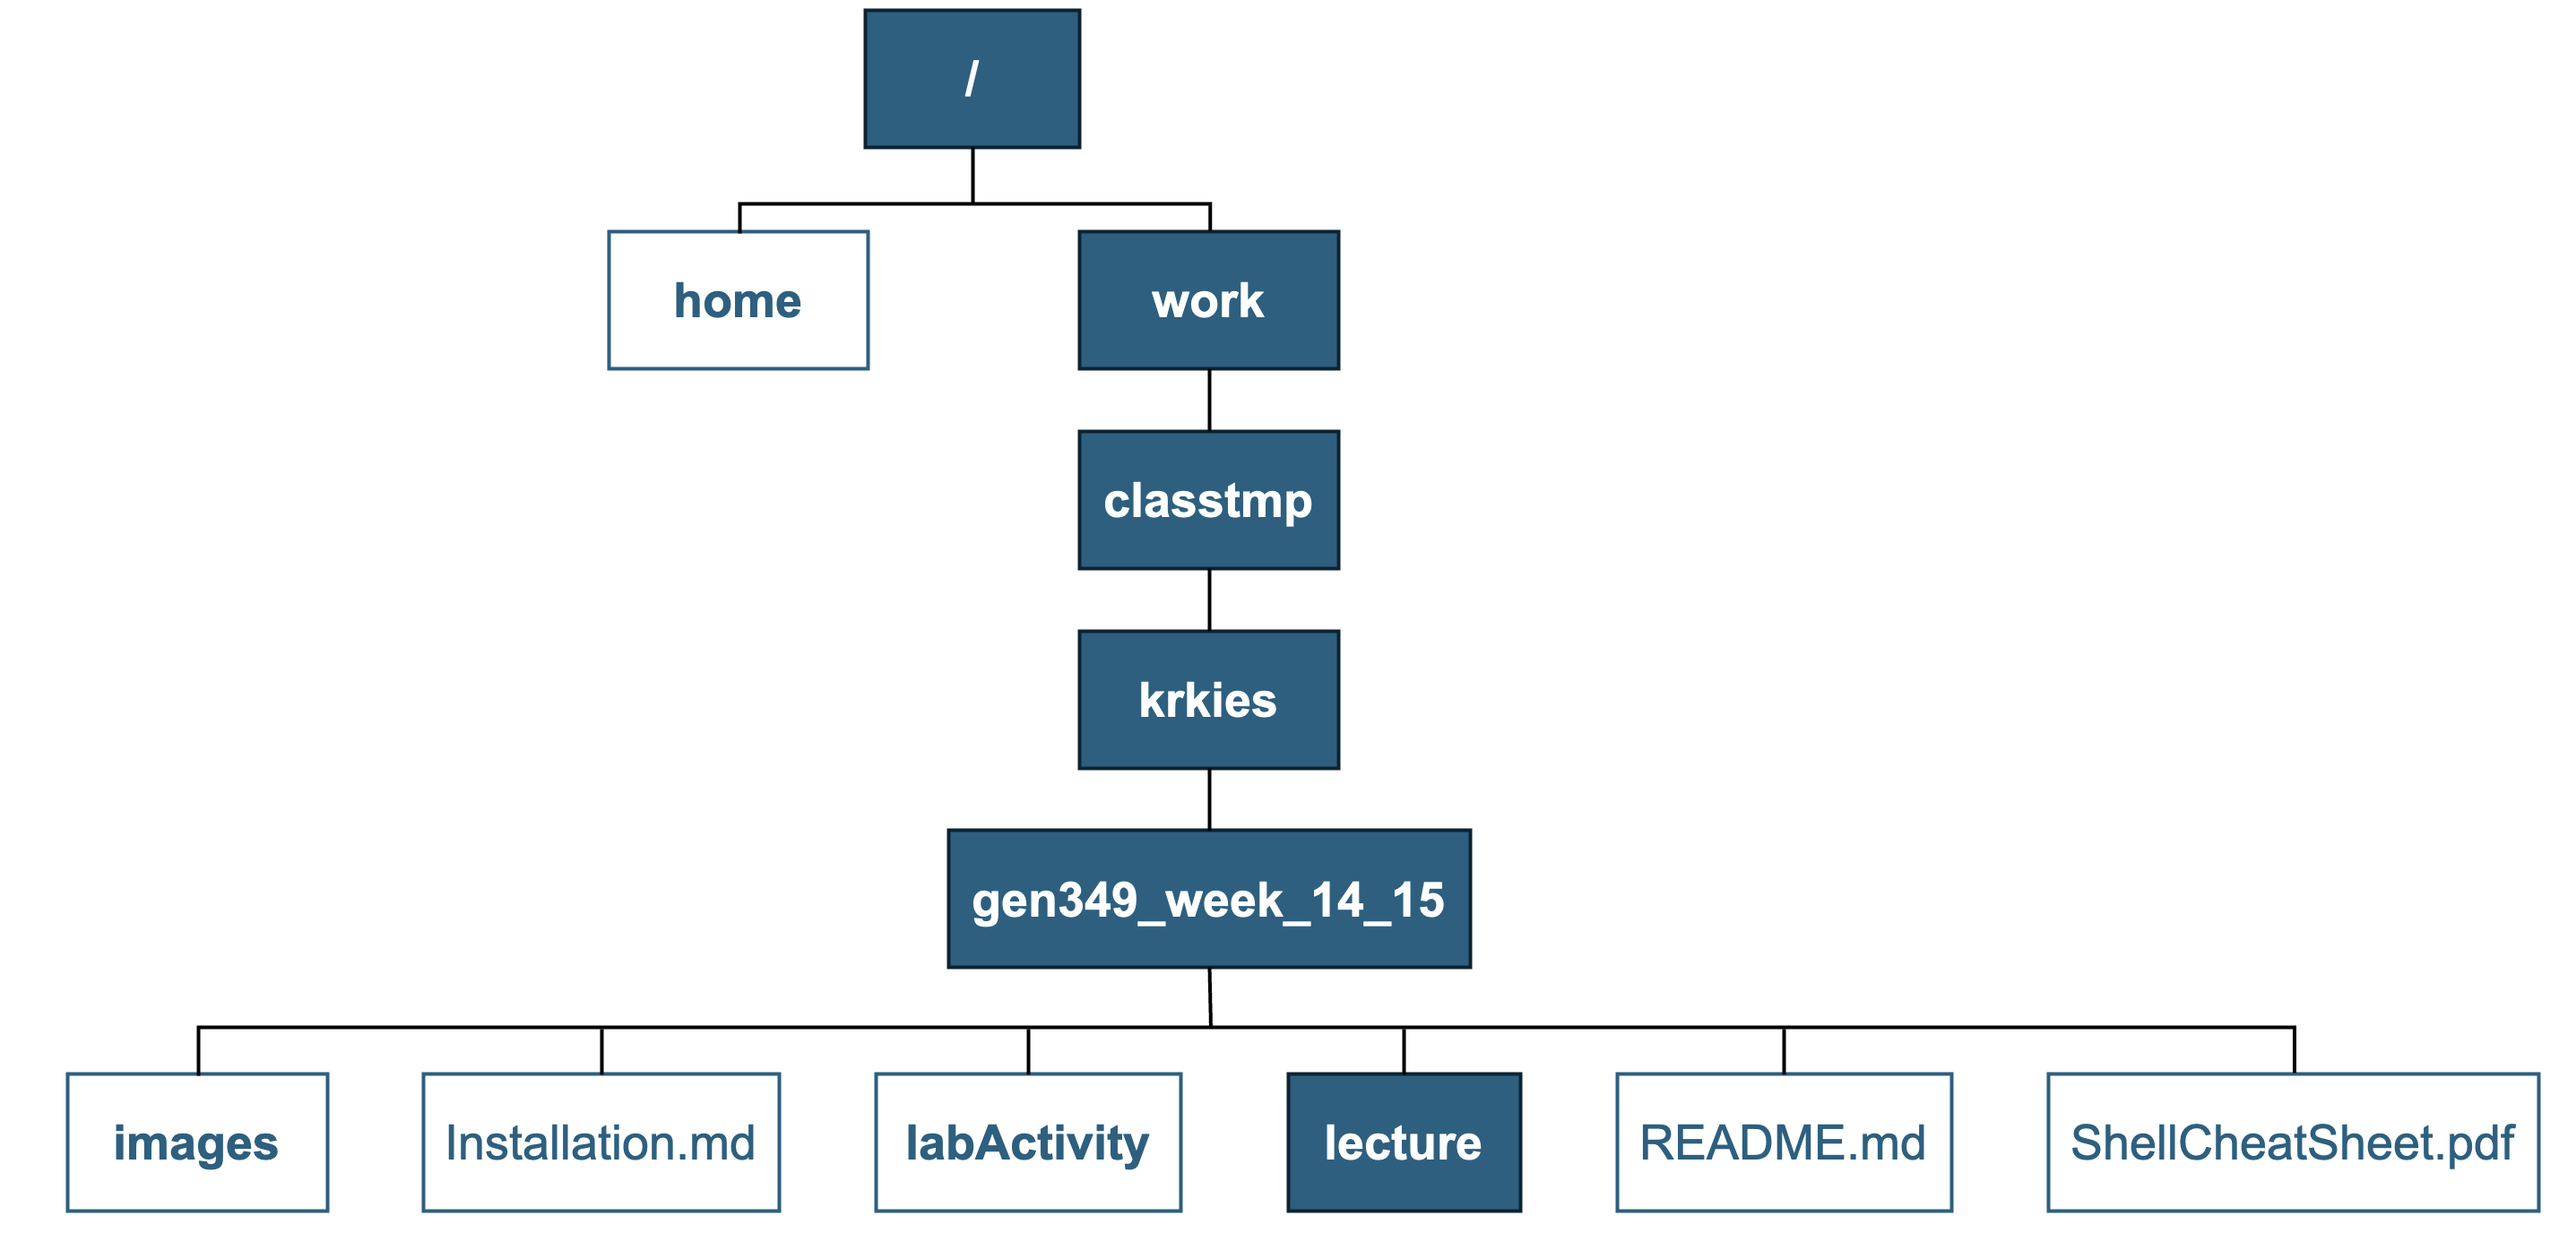 /
home
work
classtmp
krkies
gen349_week_14_15
images
Installation.md
labActivity
lecture
README.md
ShellCheatSheet.pdf